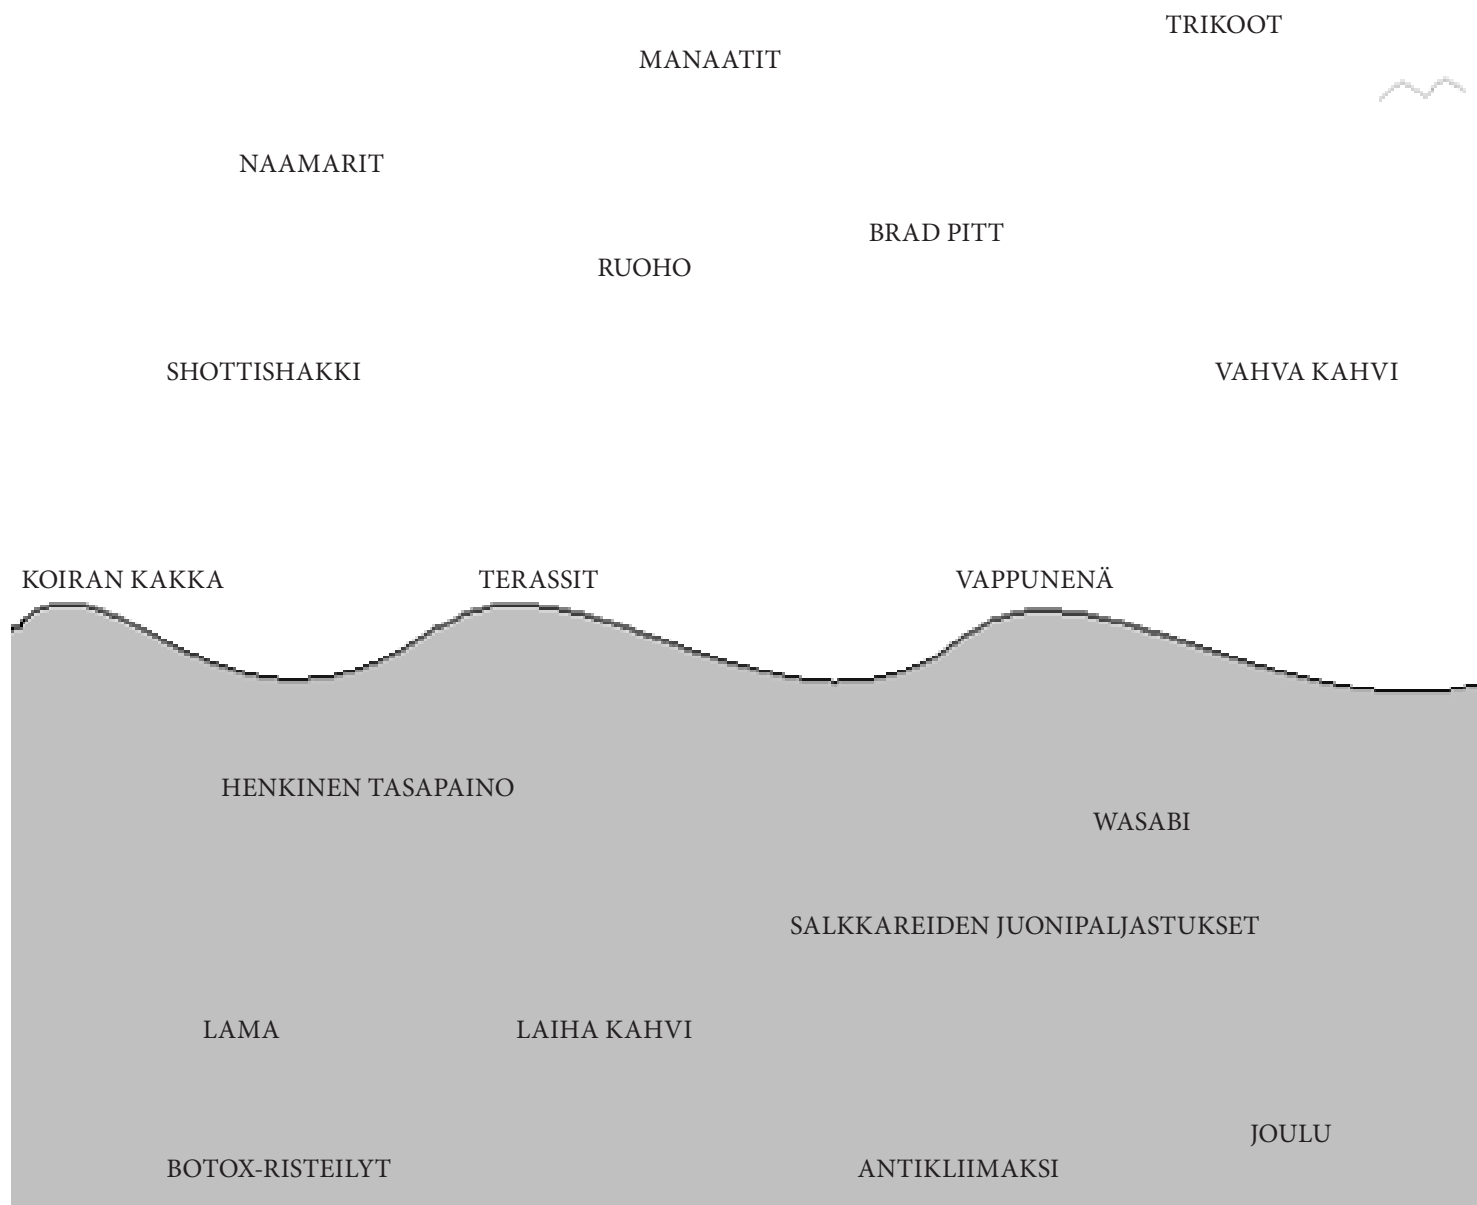 TRIKOOT
MANAATIT
NAAMARIT
BRAD PITT
RUOHO
SHOTTISHAKKI
VAHVA KAHVI
KOIRAN KAKKA
TERASSIT
VAPPUNENÄ
HENKINEN TASAPAINO
WASABI
SALKKAREIDEN JUONIPALJASTUKSET
LAMA
LAIHA KAHVI
JOULU
BOTOX-RISTEILYT
ANTIKLIIMAKSI